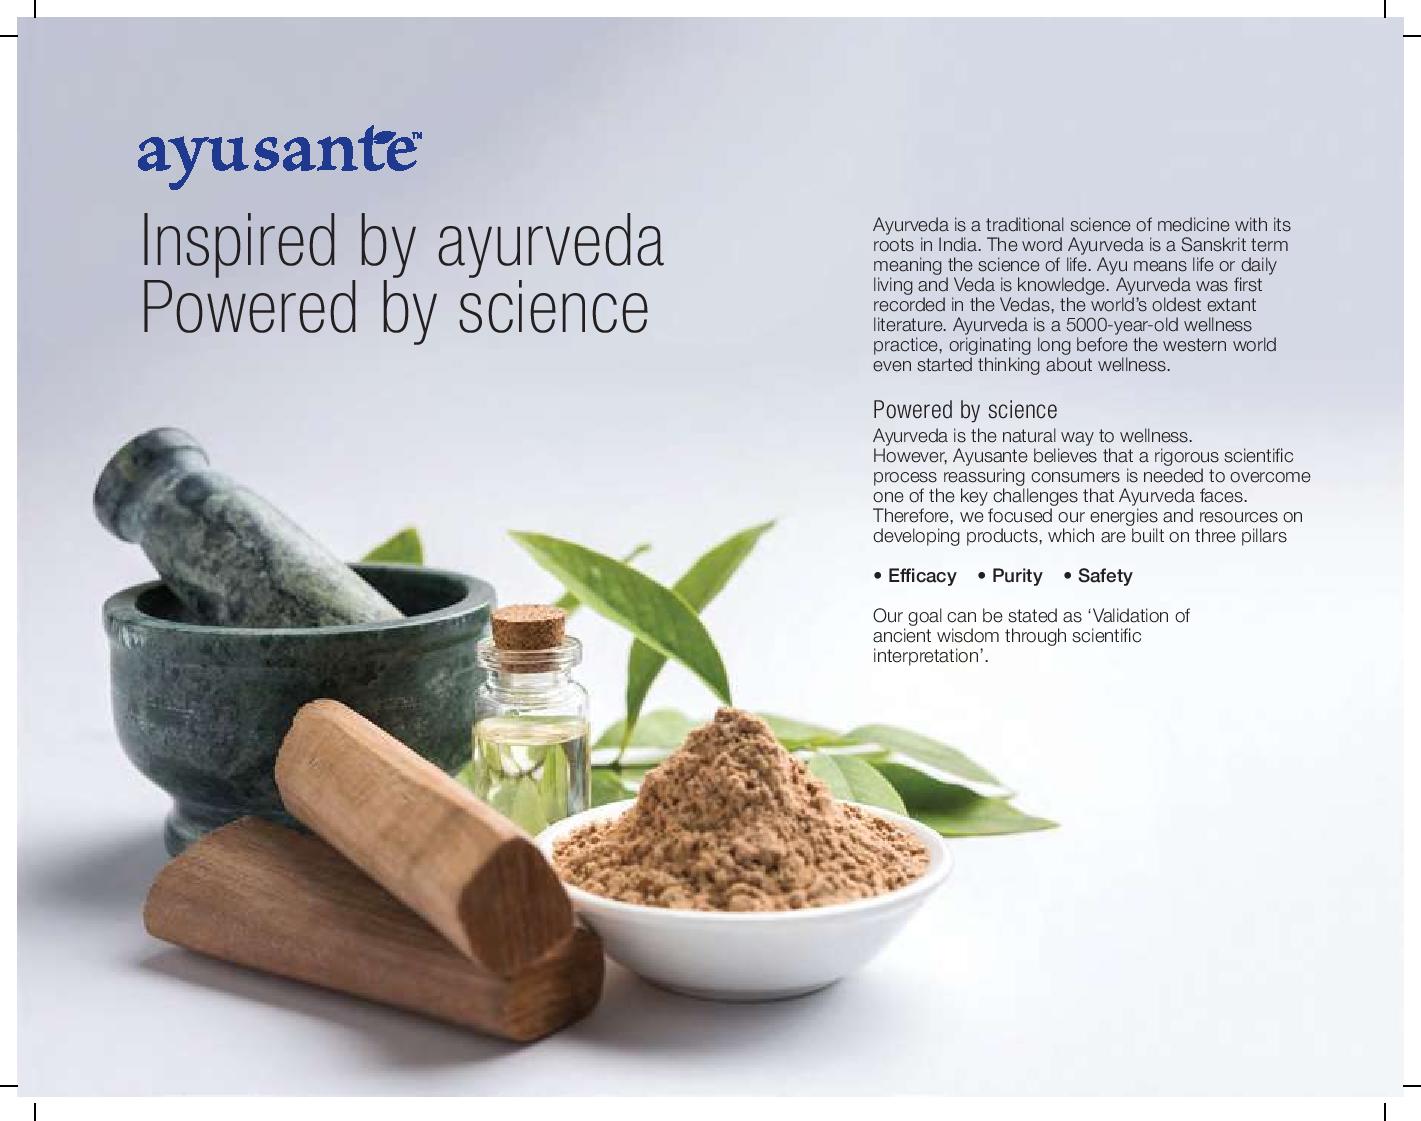 ayusante™
Inspired by ayurveda
Powered by science
Ayurveda is a traditional science of medicine with its
roots in India. The word Ayurveda is a Sanskrit term
meaning the science of life. Ayu means life or daily
living and Veda is knowledge. Ayurveda was first
recorded in the Vedas, the world’s oldest extant
literature. Ayurveda is a 5000-year-old wellness
practice, originating long before the western world
even started thinking about wellness.
Powered by science
Ayurveda is the natural way to wellness.
However, Ayusante believes that a rigorous scientific
process reassuring consumers is needed to overcome
one of the key challenges that Ayurveda faces.
Therefore, we focused our energies and resources on
developing products, which are built on three pillars
• Efficacy • Purity • Safety
Our goal can be stated as ‘Validation of
ancient wisdom through scientific
interpretation’.